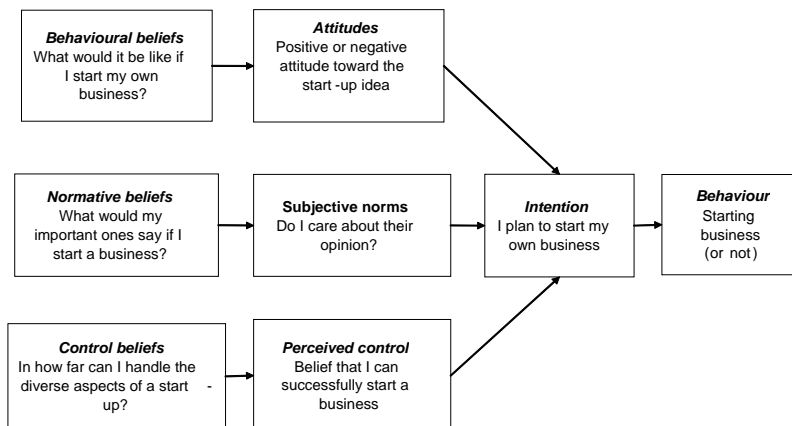 Behavioural beliefs
What would it be like if
I start my own
business?
Attitudes
Positive or negative
attitude toward the
start -up idea
Normative beliefs
What would my
important ones say if I
start a business?
Subjective norms
Do I care about their
opinion?
Intention
I plan to start my
own business
Behaviour
Starting
business
(or not)
Control beliefs
In how far can I handle the
diverse aspects of a start -
up?
Perceived control
Belief that I can
successfully start a
business